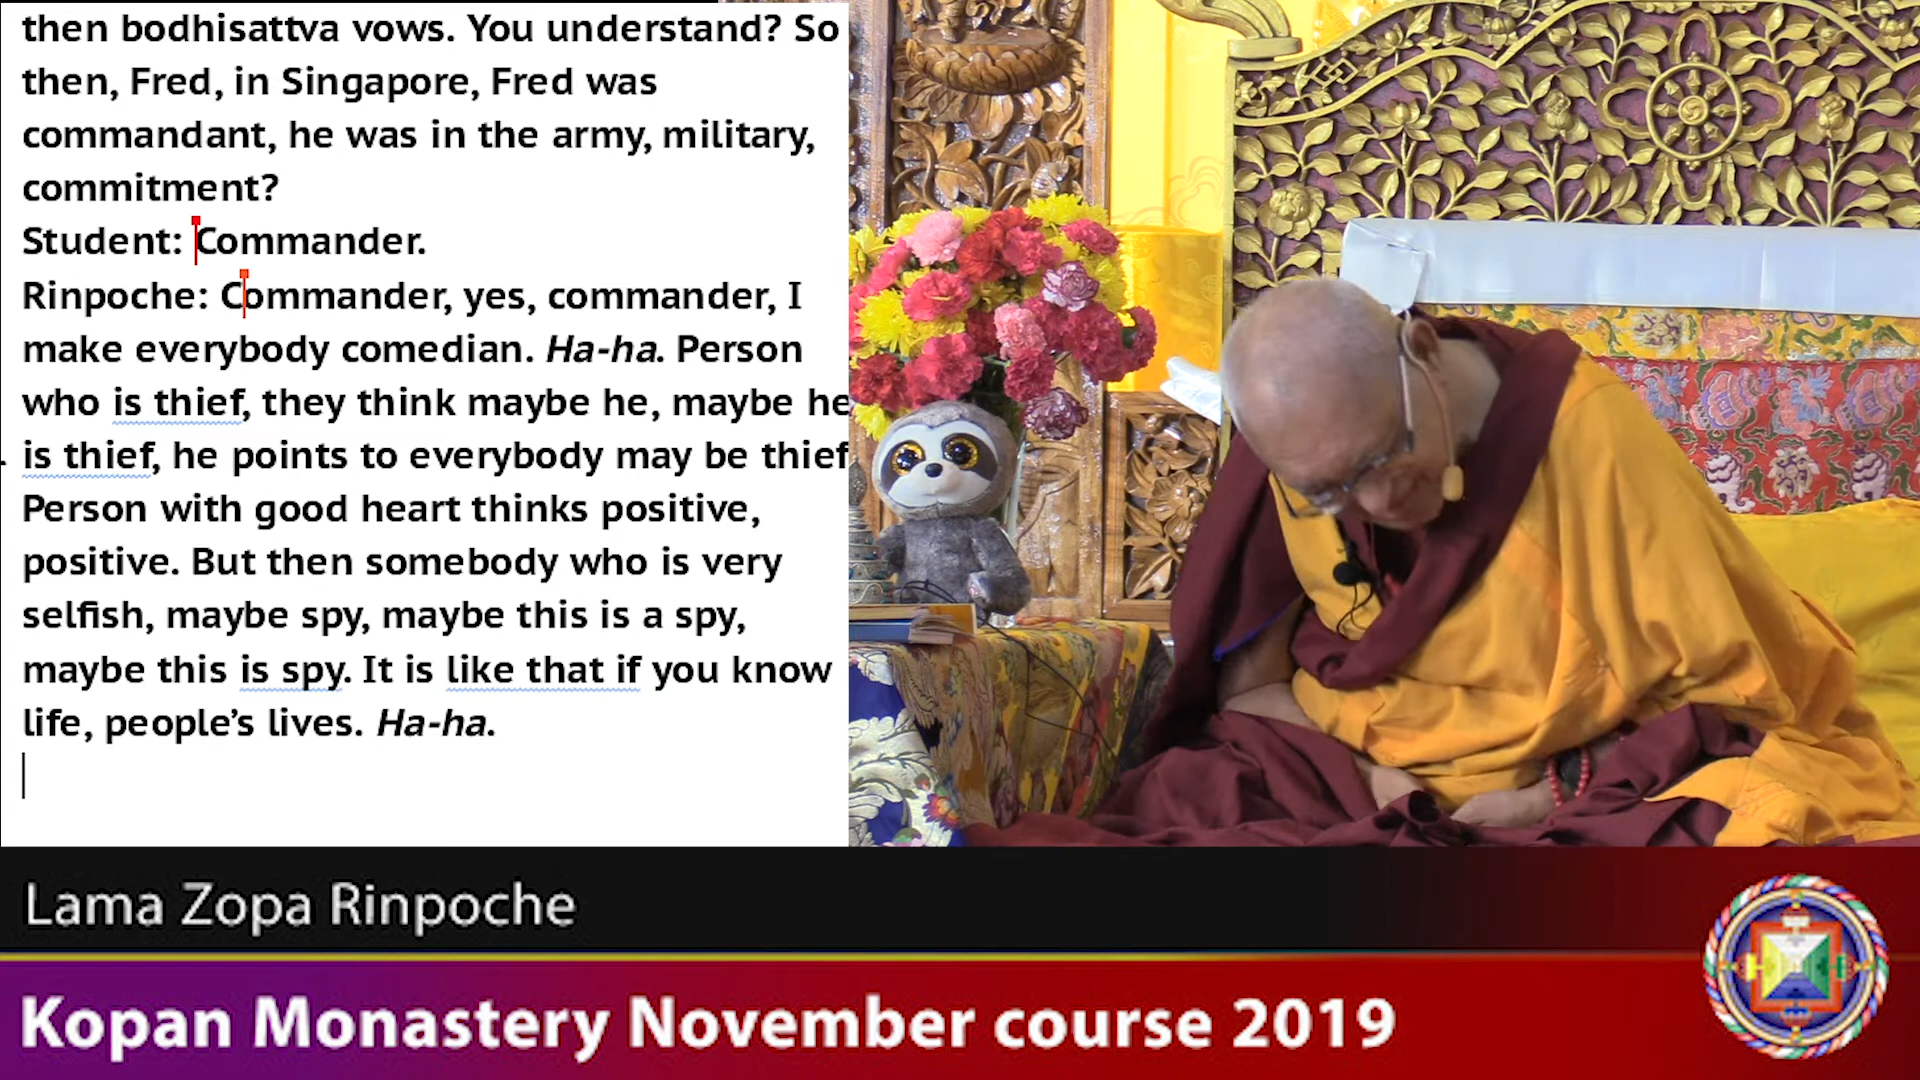 then bodhisattva vows. You understand? So
then, Fred, in Singapore, Fred was
commandant, he was in the army, military,
commitment?
Student: Commander.
Rinpoche: Commander, yes, commander, I
make everybody comedian. Ha-ha. Person
who is thief, they think maybe he, maybe he
is thief, he points to everybody may be thief
Person with good heart thinks positive,
positive. But then somebody who is very
selfish, maybe spy, maybe this is a spy,
maybe this is spy. It is like that if you know
life, people’s lives. Ha-ha.
Lama Zopa Rinpoche
Kopan Monastery November course 2019